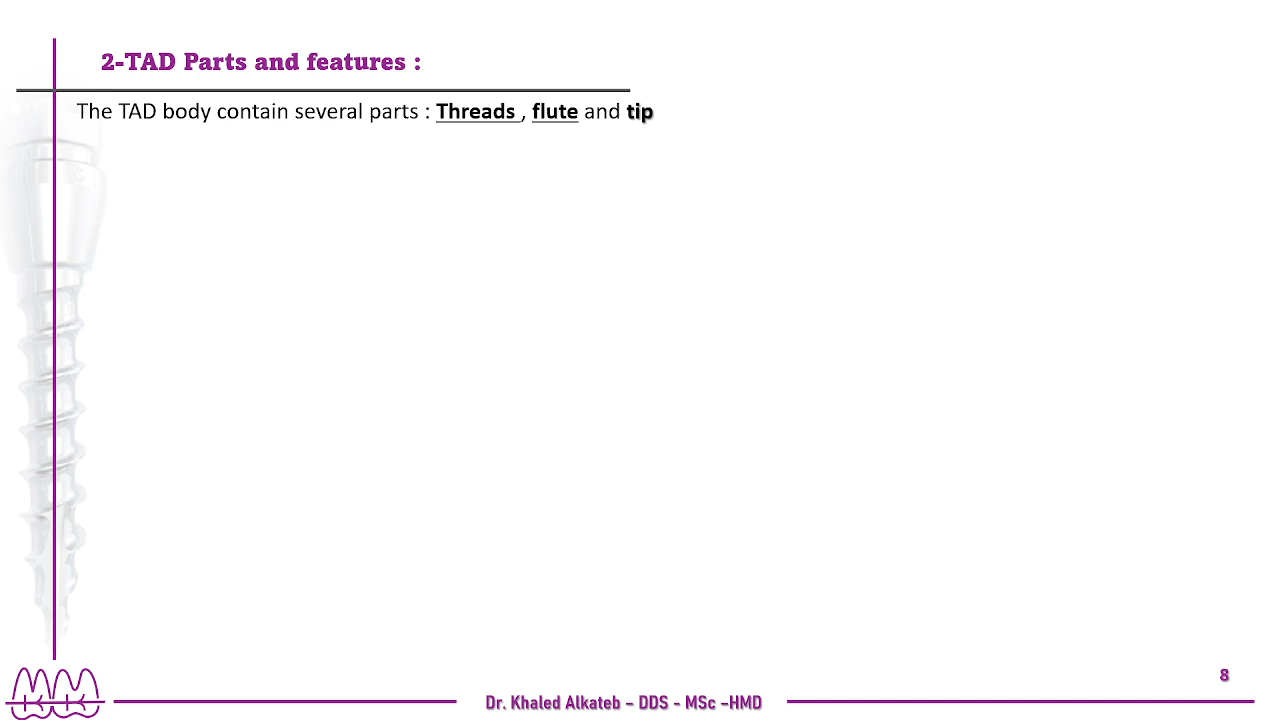 2-TAD Parts and features :
The TAD body contain several parts : Threads , flute and tip
8
Dr. Khaled Alkateb – DDS - MSc –HMD